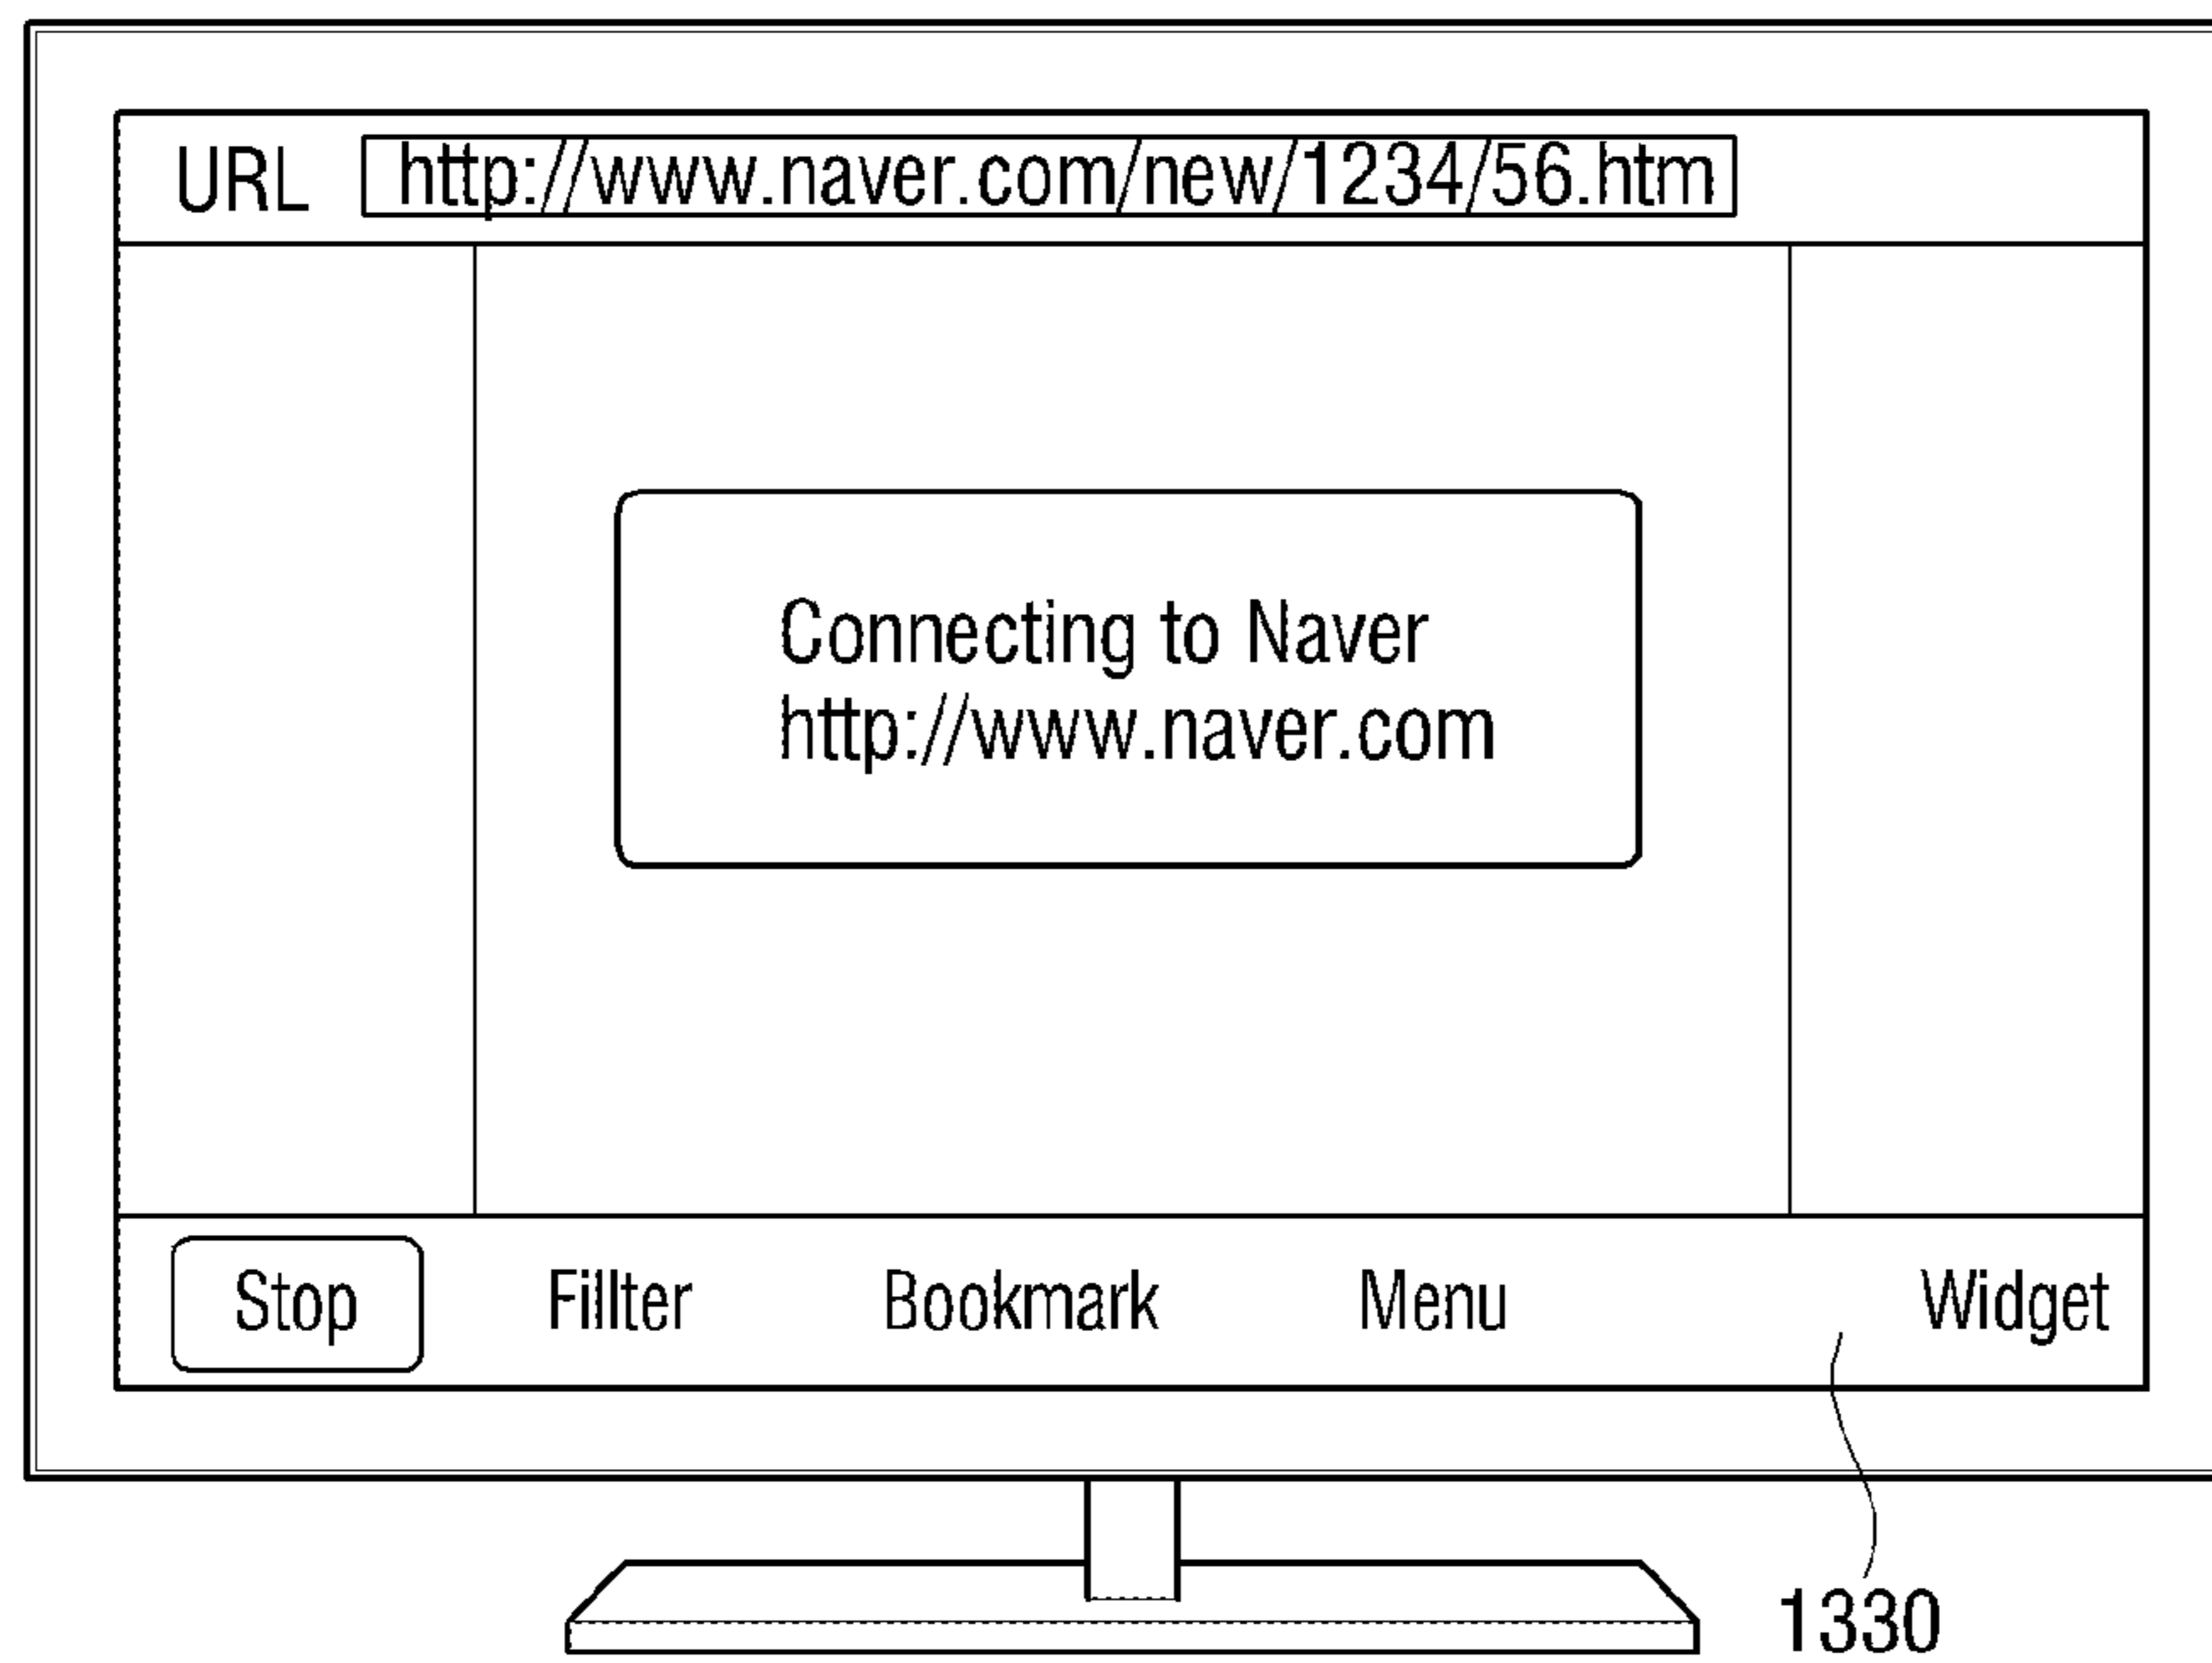 URL http://www.naver.com/new/1234/56.htm
Connecting to Naver
http://www.naver.com
Stop Fillter Bookmark Menu Widget
1330